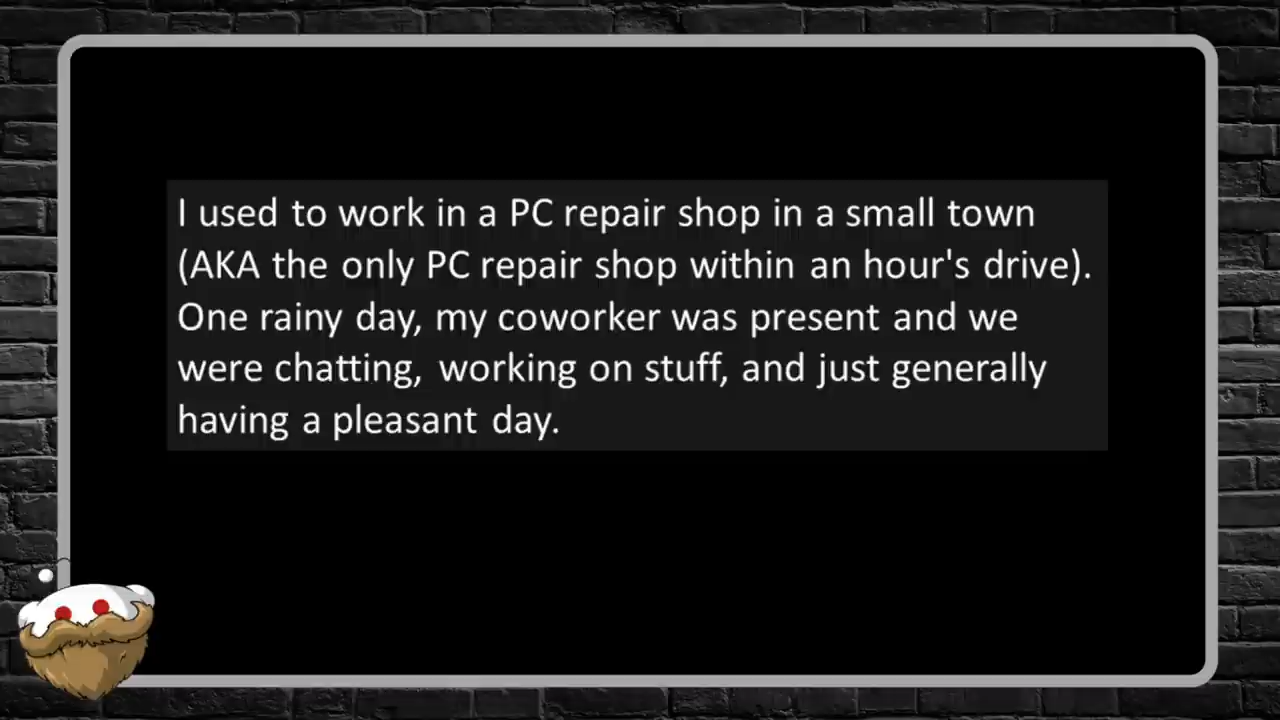 I used to work in a PC repair shop in a small town
(AKA the only PC repair shop within an hour's drive).
One rainy day, my coworker was present and we
were chatting, working on stuff, and just generally
having a pleasant day.